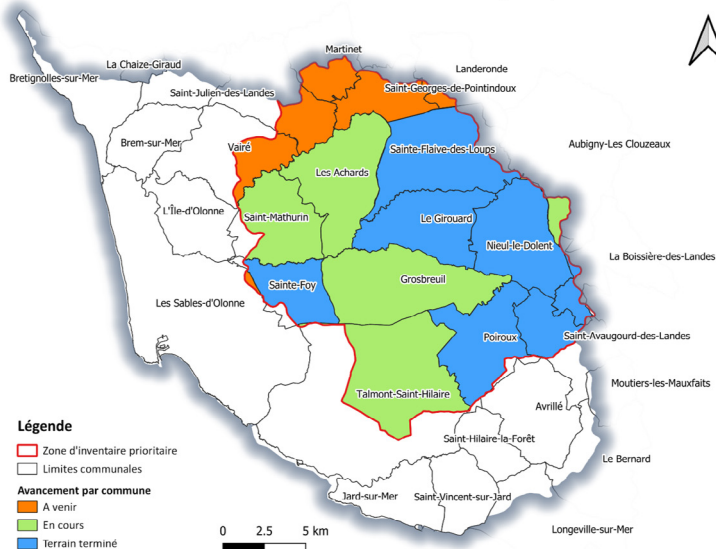 Martinet
La Chaize-Giraud
Landeronde
Bretignolles-sur-Mer
Saint-Julien-des-Landes
Saint-Georges-de-Pointindoux
Brem-sur-Mer
Vairé
Sainte-Flaive-des-Loups
Aubigny-Les Clouzeaux
Les Achards
L'Île-d'Olonne
Saint-Mathurin
Le Girouard
Nieul-le-Dolent
La Boissière-des-Landes
Sainte-Foy
Grosbreuil
Les Sables-d'Olonne
Poiroux
Saint-Avaugourd-des-Landes
Moutiers-les-Mauxfaits
Talmont-Saint-Hilaire
Avrillé
Saint-Hilaire-la-Forêt
Le Bernard
Jard-sur-Mer
Saint-Vincent-sur-Jard
Longeville-sur-Mer
Légende
Zone d'inventaire prioritaire
Limites communales
Avancement par commune
A venir
En cours
Terrain terminé
0 2.5 5 km